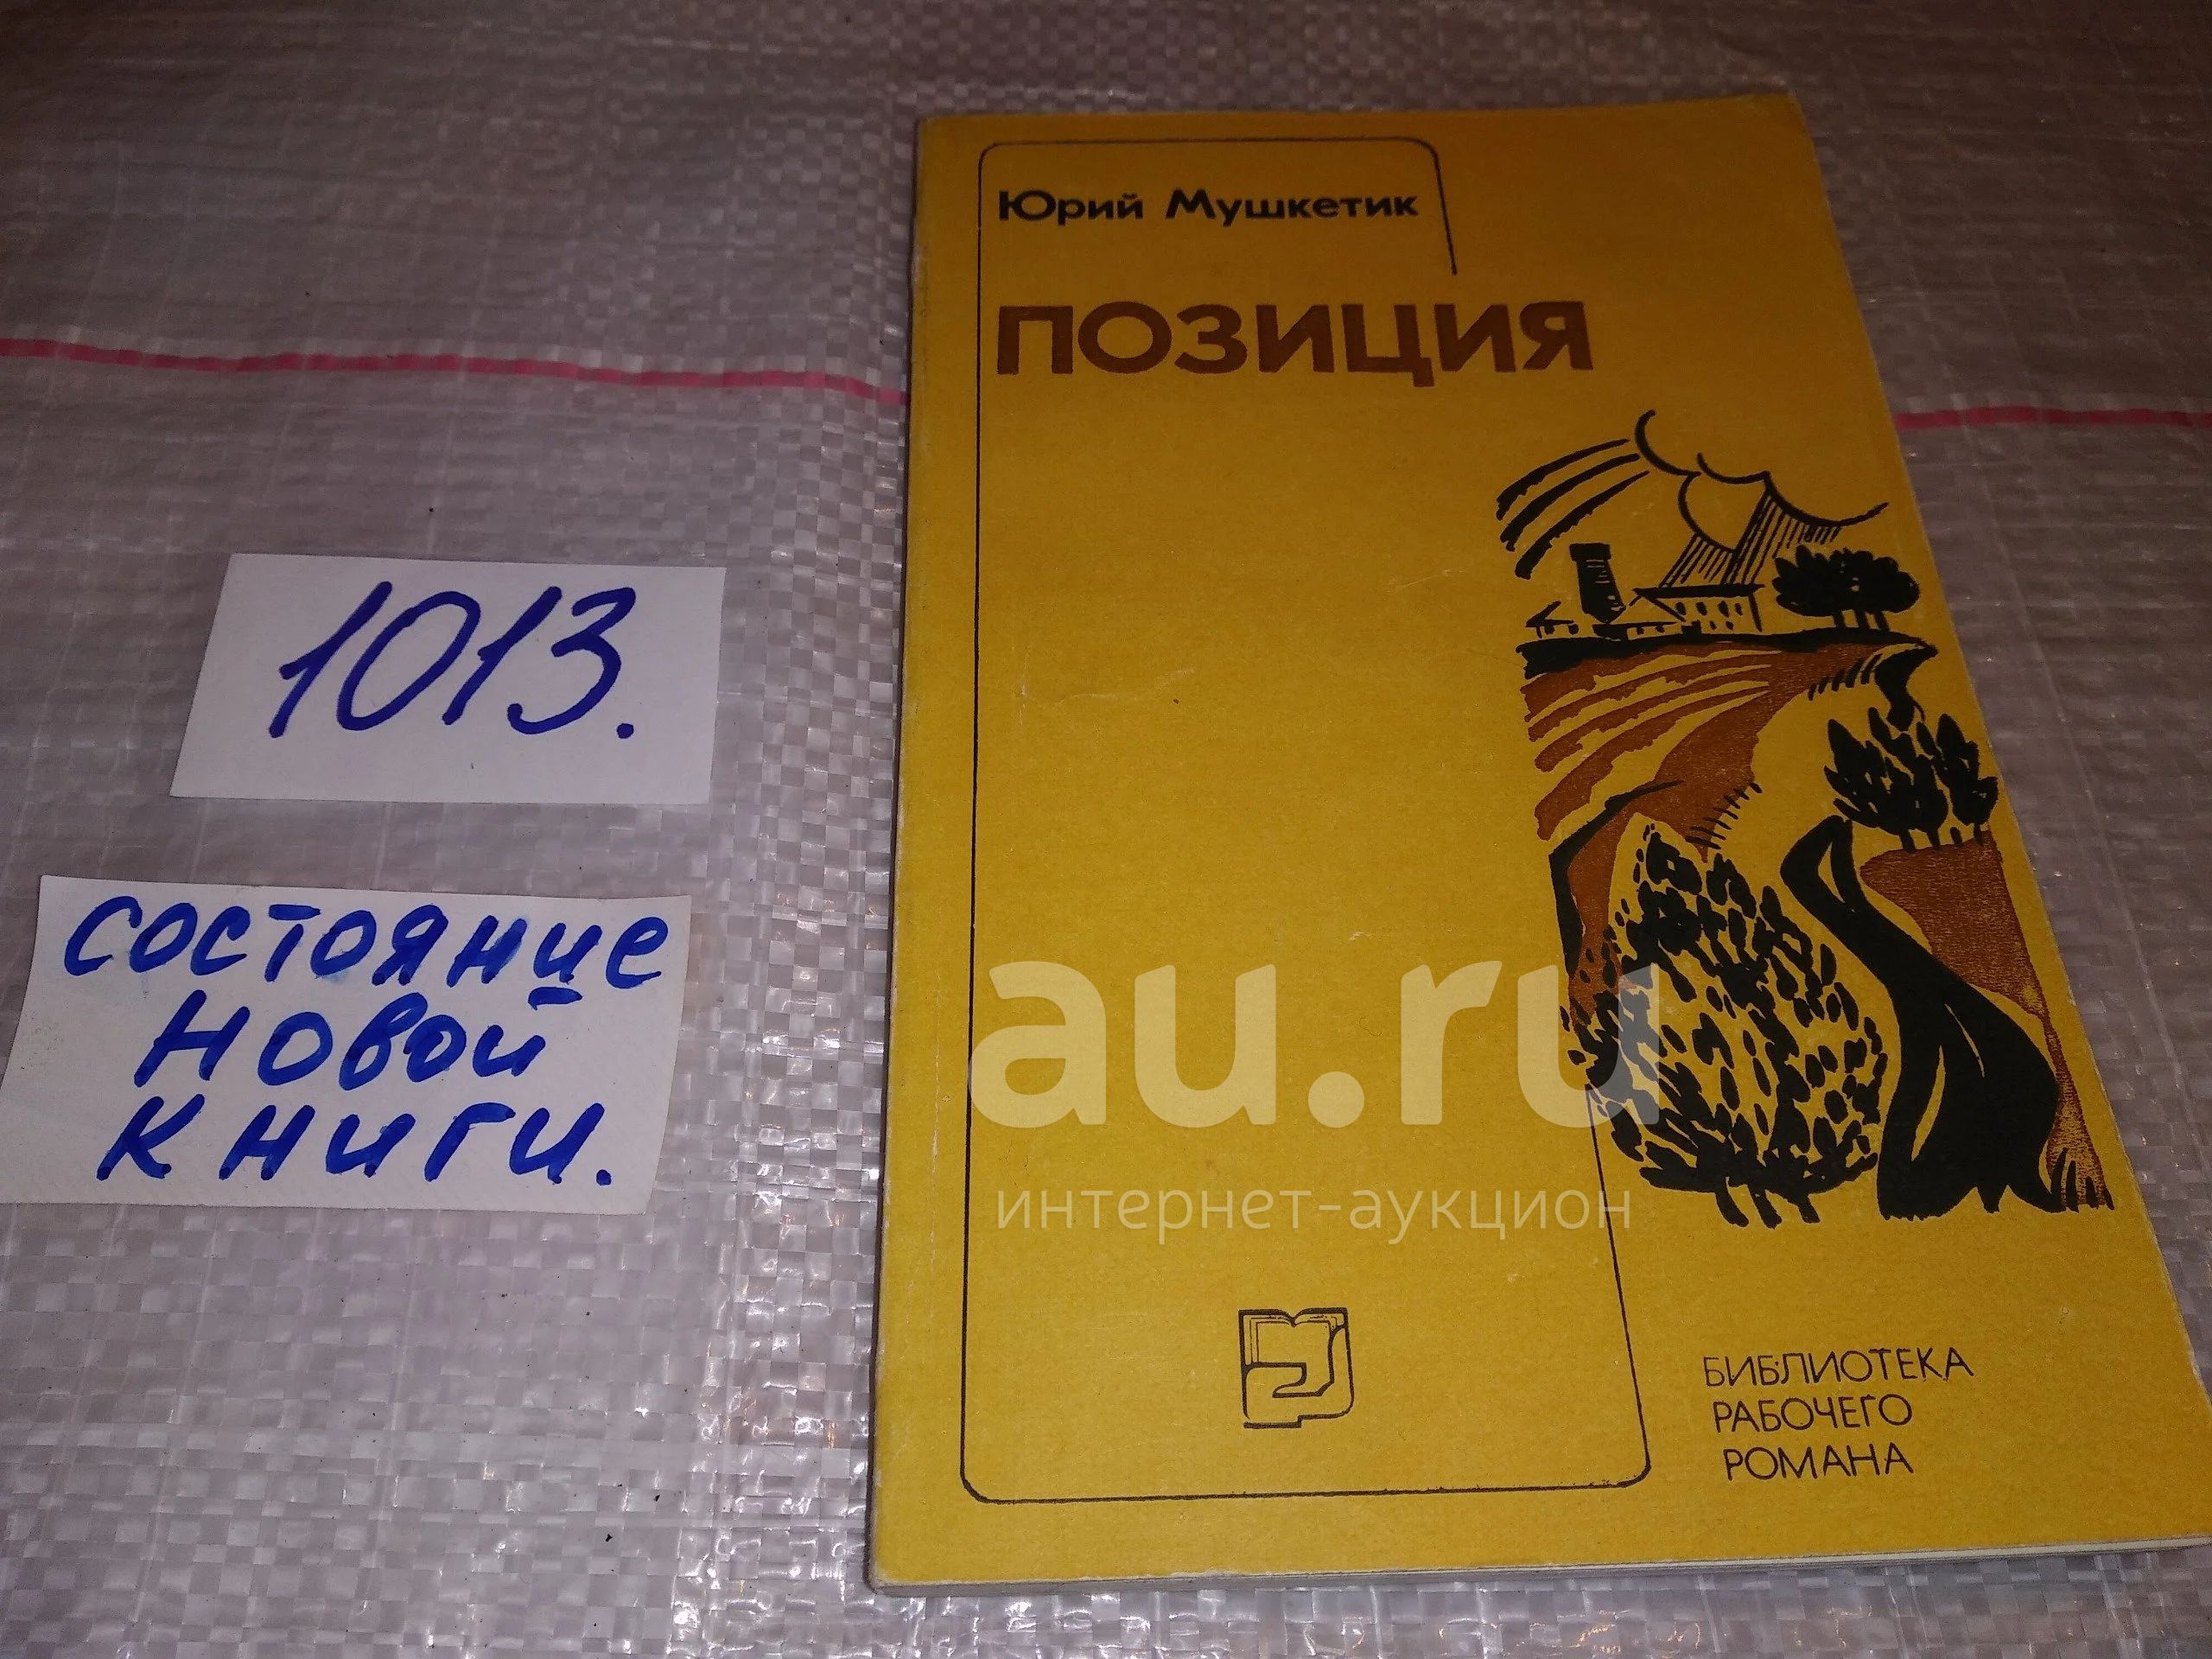 Юрий Мушкетик
ПОЗИЦИЯ
1013.
состояние
новой
книги.
au.ru
интернет-аукцион
БИБЛИОТЕКА
РАБОЧЕГО
РОМАНА